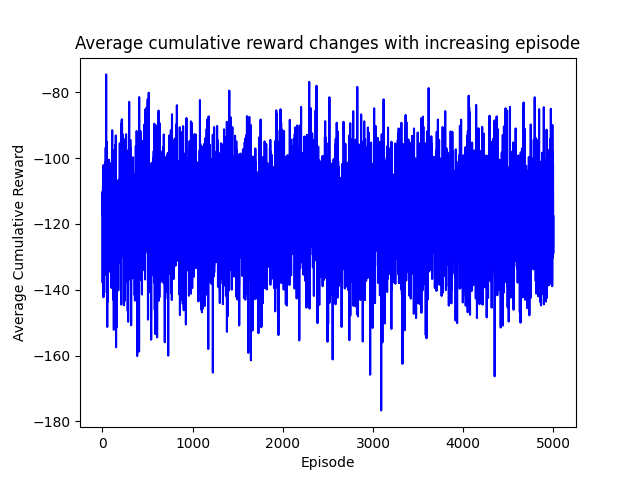 Average cumulative reward changes with increasing episode
−80
−100
−120
−140
−160
−180
Average Cumulative Reward
0 1000 2000 3000 4000 5000
Episode